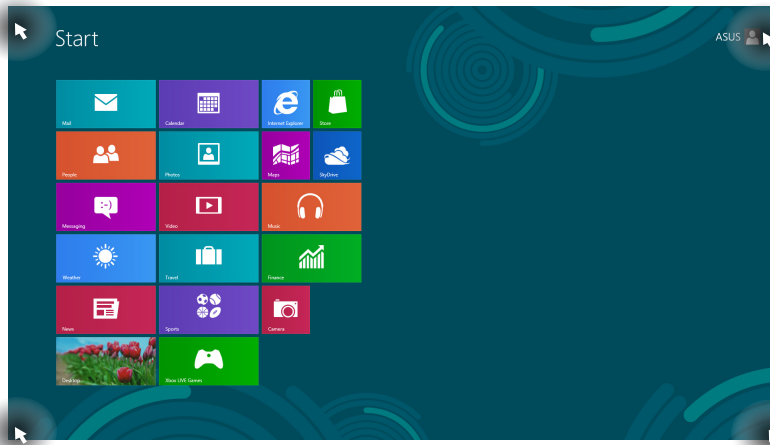 Start
ASUS
Mail
Calendar
Internet Explorer
Store
People
Photos
Maps
SkyDrive
:-)
Messaging
Video
Music
Weather
Travel
Finance
News
Sports
Camera
Desktop
Xbox LIVE Games